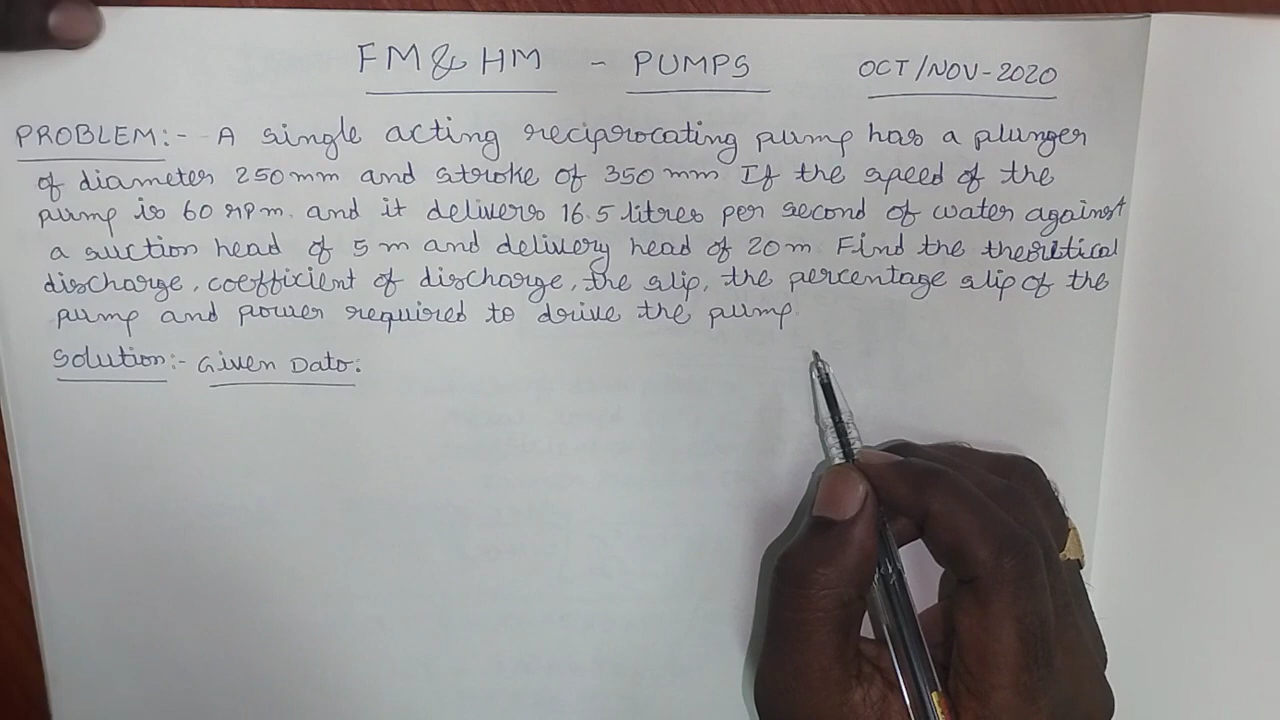 FM & HM - PUMPS OCT/NOV-2020
PROBLEM:- A single acting reciprocating pump has a plunger
of diameter 250mm and stroke of 350 mm If the speed of the
pump is 60 rpm. and it delivers 16.5 litres per second of water against
a suction head of 5 m and delivery head of 20 m Find the theoritical
discharge, coefficient of discharge, the slip, the percentage slip of the
pump and power required to drive the pump.
Solution:- Given Data: